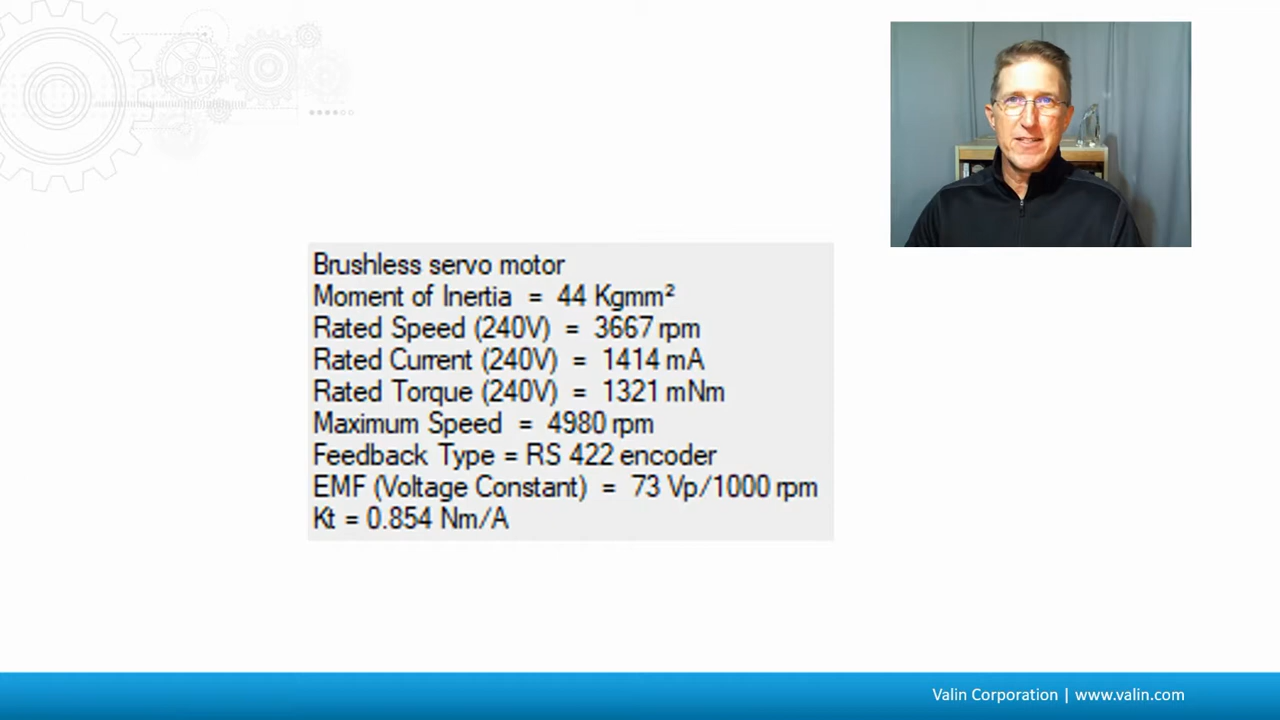 Brushless servo motor
Moment of Inertia = 44 Kgmm²
Rated Speed (240V) = 3667 rpm
Rated Current (240V) = 1414 mA
Rated Torque (240V) = 1321 mNm
Maximum Speed = 4980 rpm
Feedback Type = RS 422 encoder
EMF (Voltage Constant) = 73 Vp/1000 rpm
Kt = 0.854 Nm/A
Valin Corporation | www.valin.com